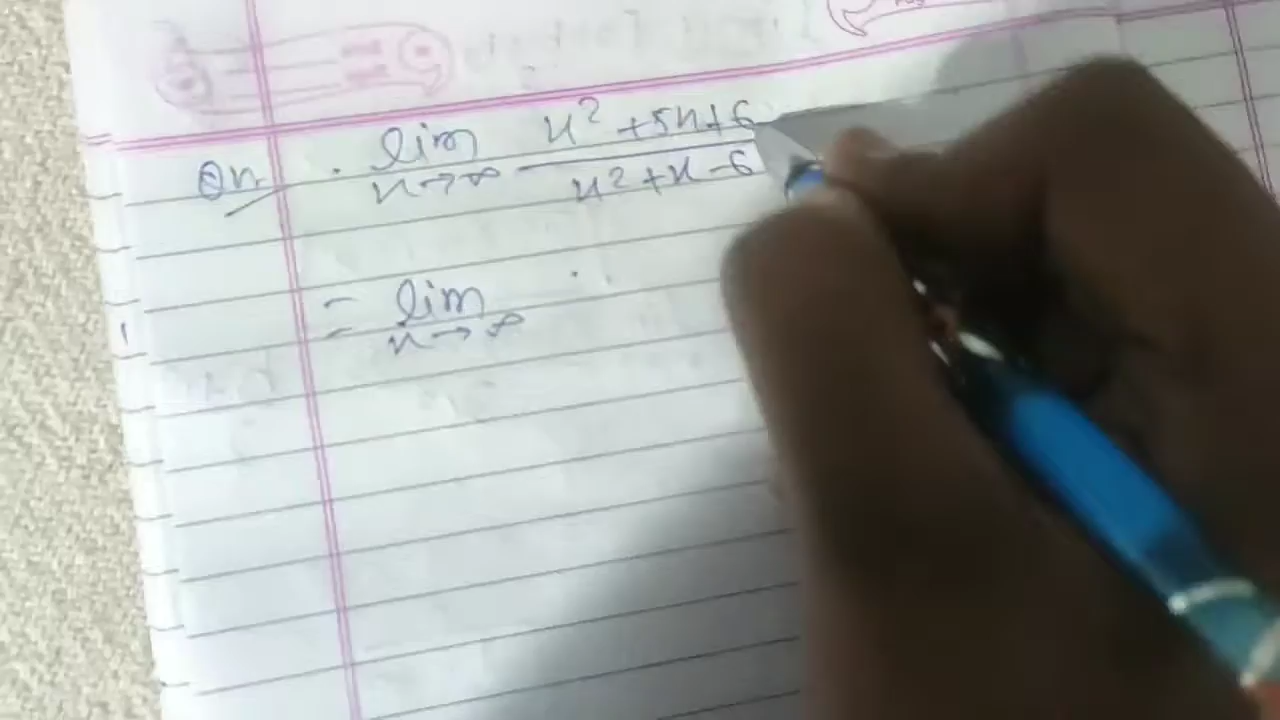 Qn. lim x→∞ x² + 5x + 6 / x² + x - 6
= lim x→∞